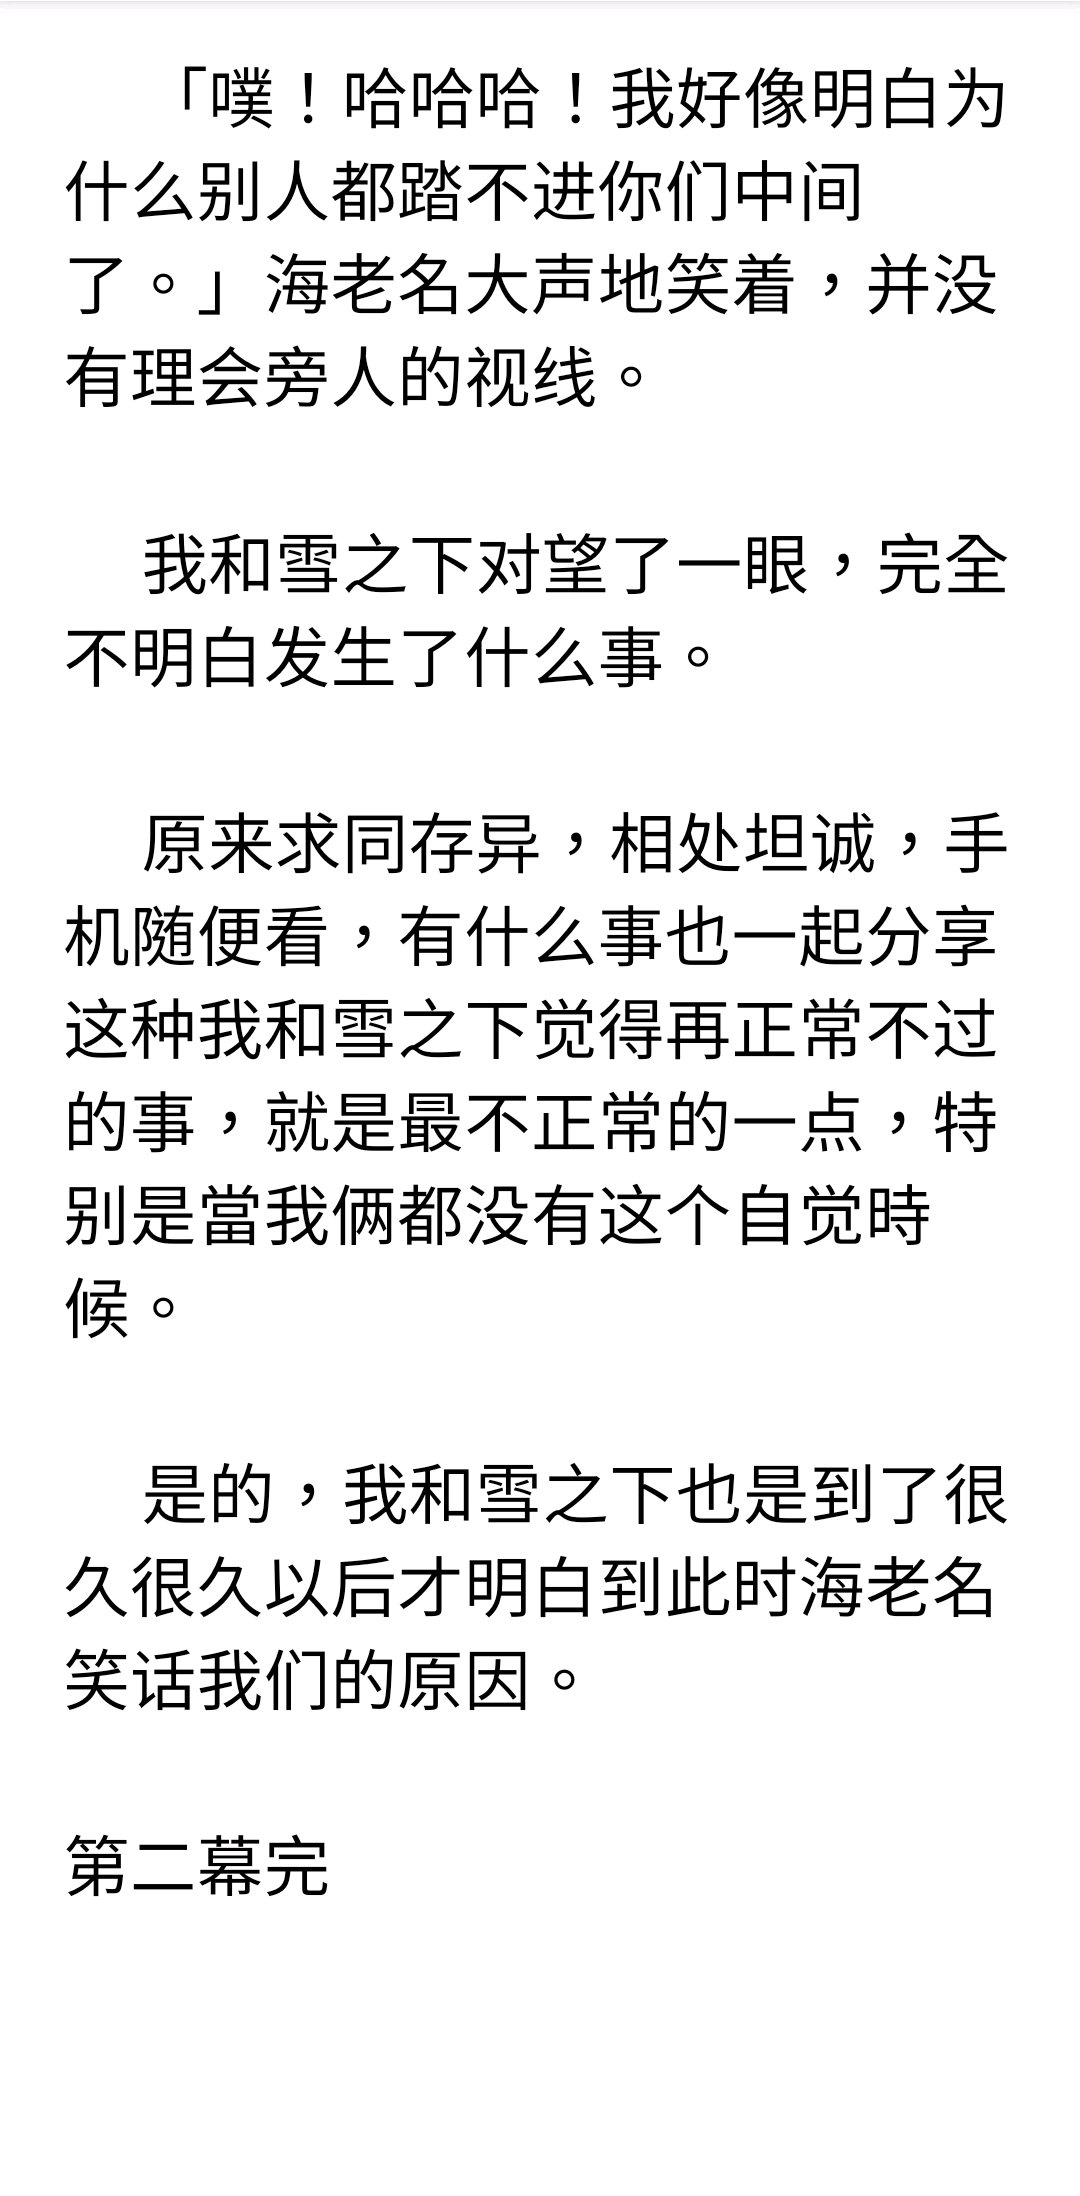 「噗！哈哈哈！我好像明白为
什么别人都踏不进你们中间
了。」海老名大声地笑着，并没
有理会旁人的视线。
我和雪之下对望了一眼，完全
不明白发生了什么事。
原来求同存异，相处坦诚，手
机随便看，有什么事也一起分享
这种我和雪之下觉得再正常不过
的事，就是最不正常的一点，特
别是當我俩都没有这个自觉時
候。
是的，我和雪之下也是到了很
久很久以后才明白到此时海老名
笑话我们的原因。
第二幕完